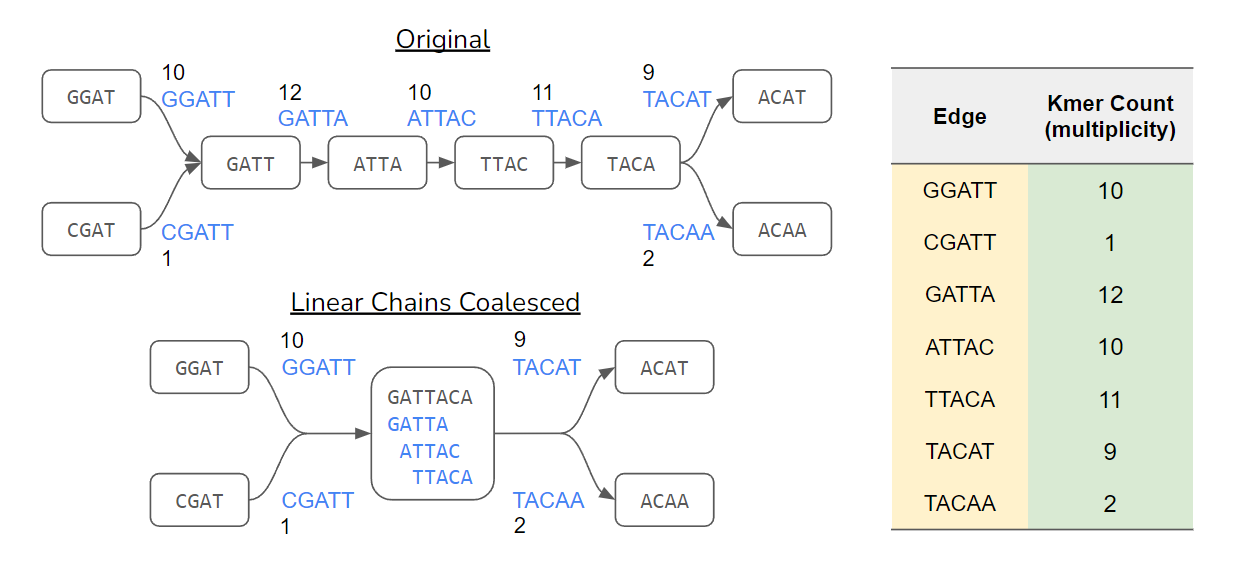 Original
10
GGATT
12
GATTA
10
ATTAC
11
TTACA
9
TACAT
GGAT
ACAT
GATT
ATTA
TTAC
TACA
CGAT
CGATT
1
TACAA
2
ACAA
Linear Chains Coalesced
10
GGATT
9
TACAT
GGAT
ACAT
GATTACA
GATTA
ATTAC
TTACA
CGAT
CGATT
1
TACAA
2
ACAA
Edge Kmer Count
(multiplicity)
GGATT 10
CGATT 1
GATTA 12
ATTAC 10
TTACA 11
TACAT 9
TACAA 2